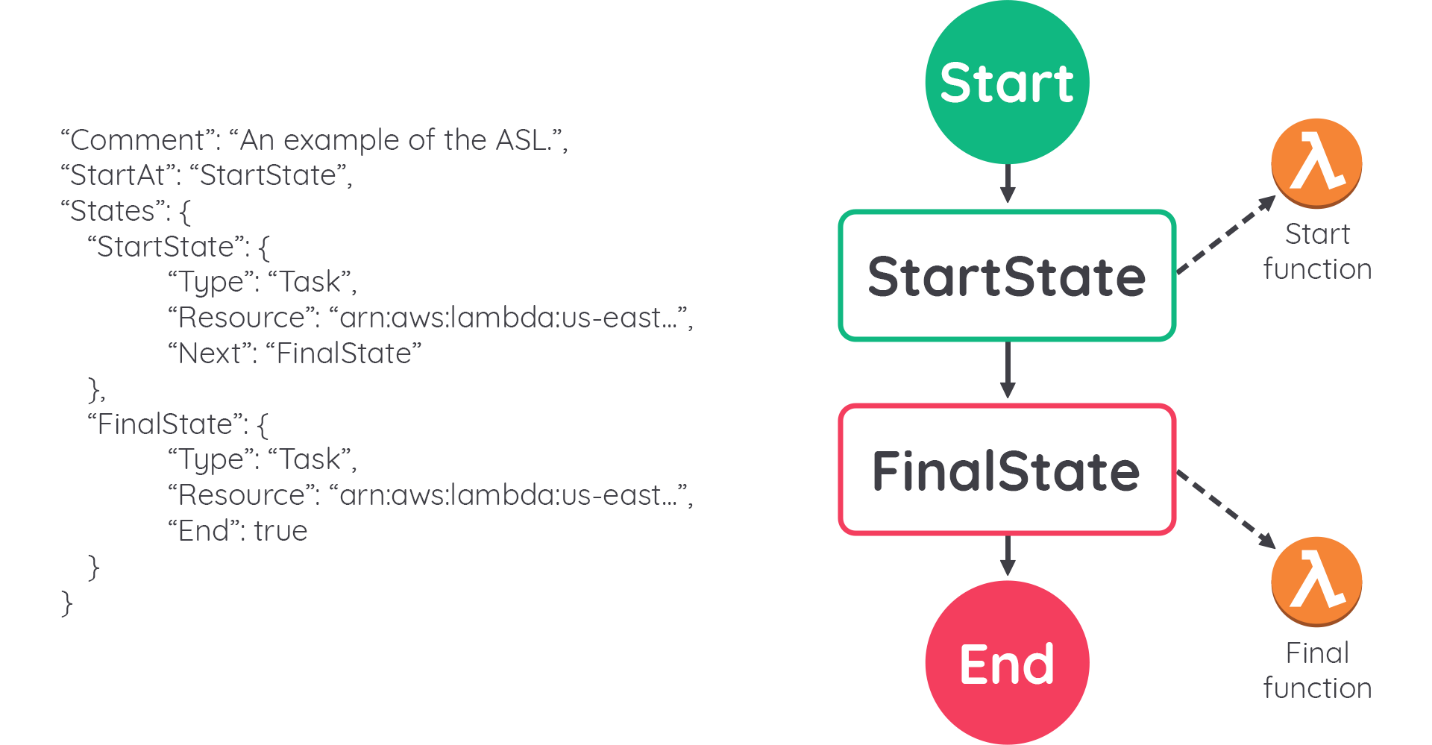 “Comment”: “An example of the ASL.”,
“StartAt”: “StartState”,
“States”: {
“StartState”: {
“Type”: “Task”,
“Resource”: “arn:aws:lambda:us-east...”,
“Next”: “FinalState”
},
“FinalState”: {
“Type”: “Task”,
“Resource”: “arn:aws:lambda:us-east...”,
“End”: true
}
}
Start
StartState
Start
function
FinalState
End
Final
function